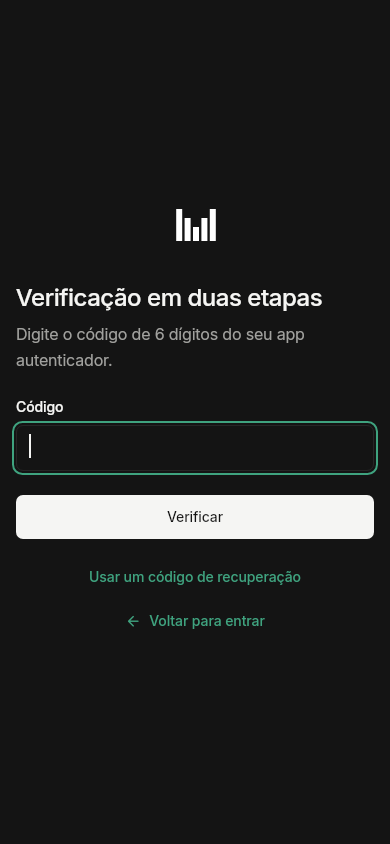 Verificação em duas etapas
Digite o código de 6 dígitos do seu app
autenticador.
Código
Verificar
Usar um código de recuperação
Voltar para entrar